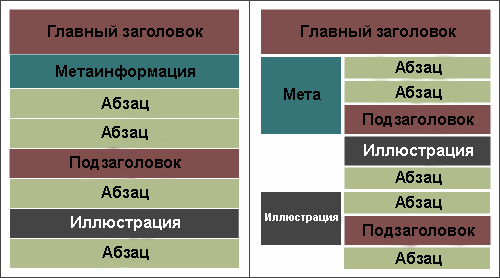 Главный заголовок
Метаинформация
Абзац
Абзац
Подзаголовок
Абзац
Иллюстрация
Абзац
Главный заголовок
Мета
Иллюстрация
Абзац
Абзац
Подзаголовок
Иллюстрация
Абзац
Абзац
Подзаголовок
Абзац